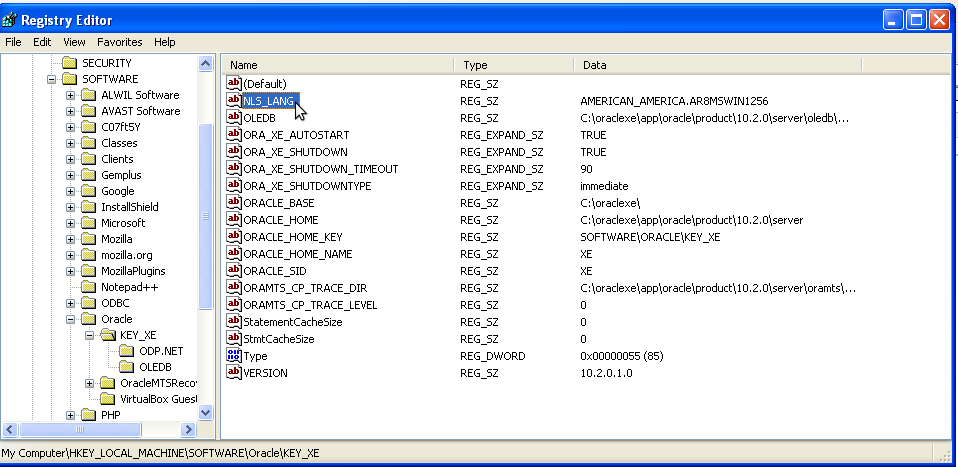 Registry Editor
File Edit View Favorites Help
SECURITY
SOFTWARE
ALWIL Software
AVAST Software
C07ft5Y
Classes
Clients
Gemplus
Google
InstallShield
Microsoft
Mozilla
mozilla.org
MozillaPlugins
Notepad++
ODBC
Oracle
KEY_XE
ODP.NET
OLEDB
OracleMTSReco
VirtualBox Gues
PHP
Name Type Data
(Default) REG_SZ
NLS_LANG REG_SZ AMERICAN_AMERICA.AR8MSWIN1256
OLEDB REG_SZ C:\oraclexe\app\oracle\product\10.2.0\server\oledb\...
ORA_XE_AUTOSTART REG_EXPAND_SZ TRUE
ORA_XE_SHUTDOWN REG_EXPAND_SZ TRUE
ORA_XE_SHUTDOWN_TIMEOUT REG_EXPAND_SZ 90
ORA_XE_SHUTDOWNTYPE REG_EXPAND_SZ immediate
ORACLE_BASE REG_SZ C:\oraclexe\
ORACLE_HOME REG_SZ C:\oraclexe\app\oracle\product\10.2.0\server
ORACLE_HOME_KEY REG_SZ SOFTWARE\ORACLE\KEY_XE
ORACLE_HOME_NAME REG_SZ XE
ORACLE_SID REG_SZ XE
ORAMTS_CP_TRACE_DIR REG_SZ C:\oraclexe\app\oracle\product\10.2.0\server\oramts\...
ORAMTS_CP_TRACE_LEVEL REG_SZ 0
StatementCacheSize REG_SZ 0
StmtCacheSize REG_SZ 0
Type REG_DWORD 0x00000055 (85)
VERSION REG_SZ 10.2.0.1.0
My Computer\HKEY_LOCAL_MACHINE\SOFTWARE\Oracle\KEY_XE